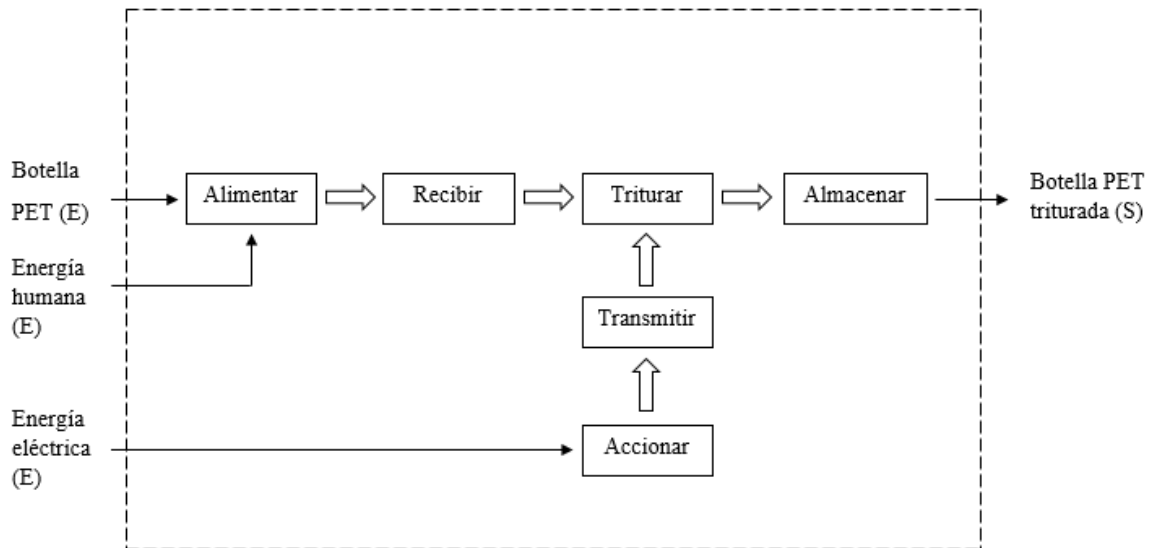 Botella
PET (E)
Alimentar
Recibir
Triturar
Almacenar
Botella PET
triturada (S)
Energía
humana
(E)
Transmitir
Energía
eléctrica
(E)
Accionar